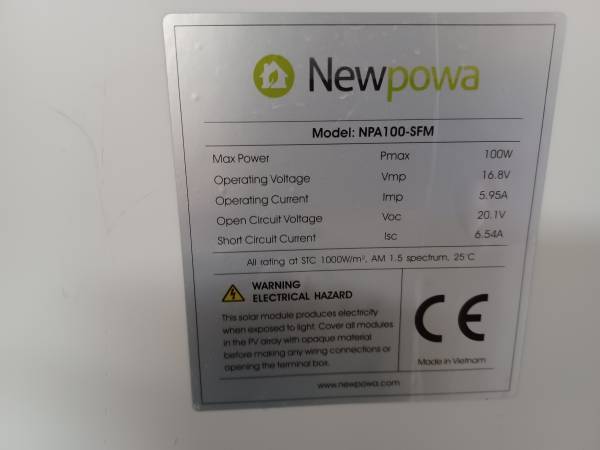 Newpowa
Model: NPA100-SFM
Max Power Pmax 100W
Operating Voltage Vmp 16.8V
Operating Current Imp 5.95A
Open Circuit Voltage Voc 20.1V
Short Circuit Current Isc 6.54A
All rating at STC 1000W/m², AM 1.5 spectrum, 25°C
WARNING
ELECTRICAL HAZARD
This solar module produces electricity
when exposed to light. Cover all modules
in the PV array with opaque material
before making any wiring connections or
opening the terminal box.
CE
Made in Vietnam
www.newpowa.com